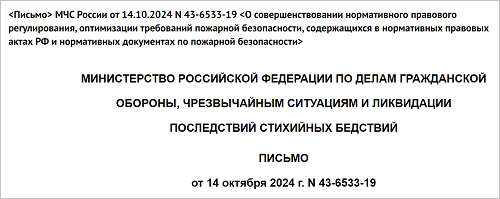 <Письмо> МЧС России от 14.10.2024 N 43-6533-19 <О совершенствовании нормативного правового
регулирования, оптимизации требований пожарной безопасности, содержащихся в нормативных правовых
актах РФ и нормативных документах по пожарной безопасности>
МИНИСТЕРСТВО РОССИЙСКОЙ ФЕДЕРАЦИИ ПО ДЕЛАМ ГРАЖДАНСКОЙ
ОБОРОНЫ, ЧРЕЗВЫЧАЙНЫМ СИТУАЦИЯМ И ЛИКВИДАЦИИ
ПОСЛЕДСТВИЙ СТИХИЙНЫХ БЕДСТВИЙ
ПИСЬМО
от 14 октября 2024 г. N 43-6533-19